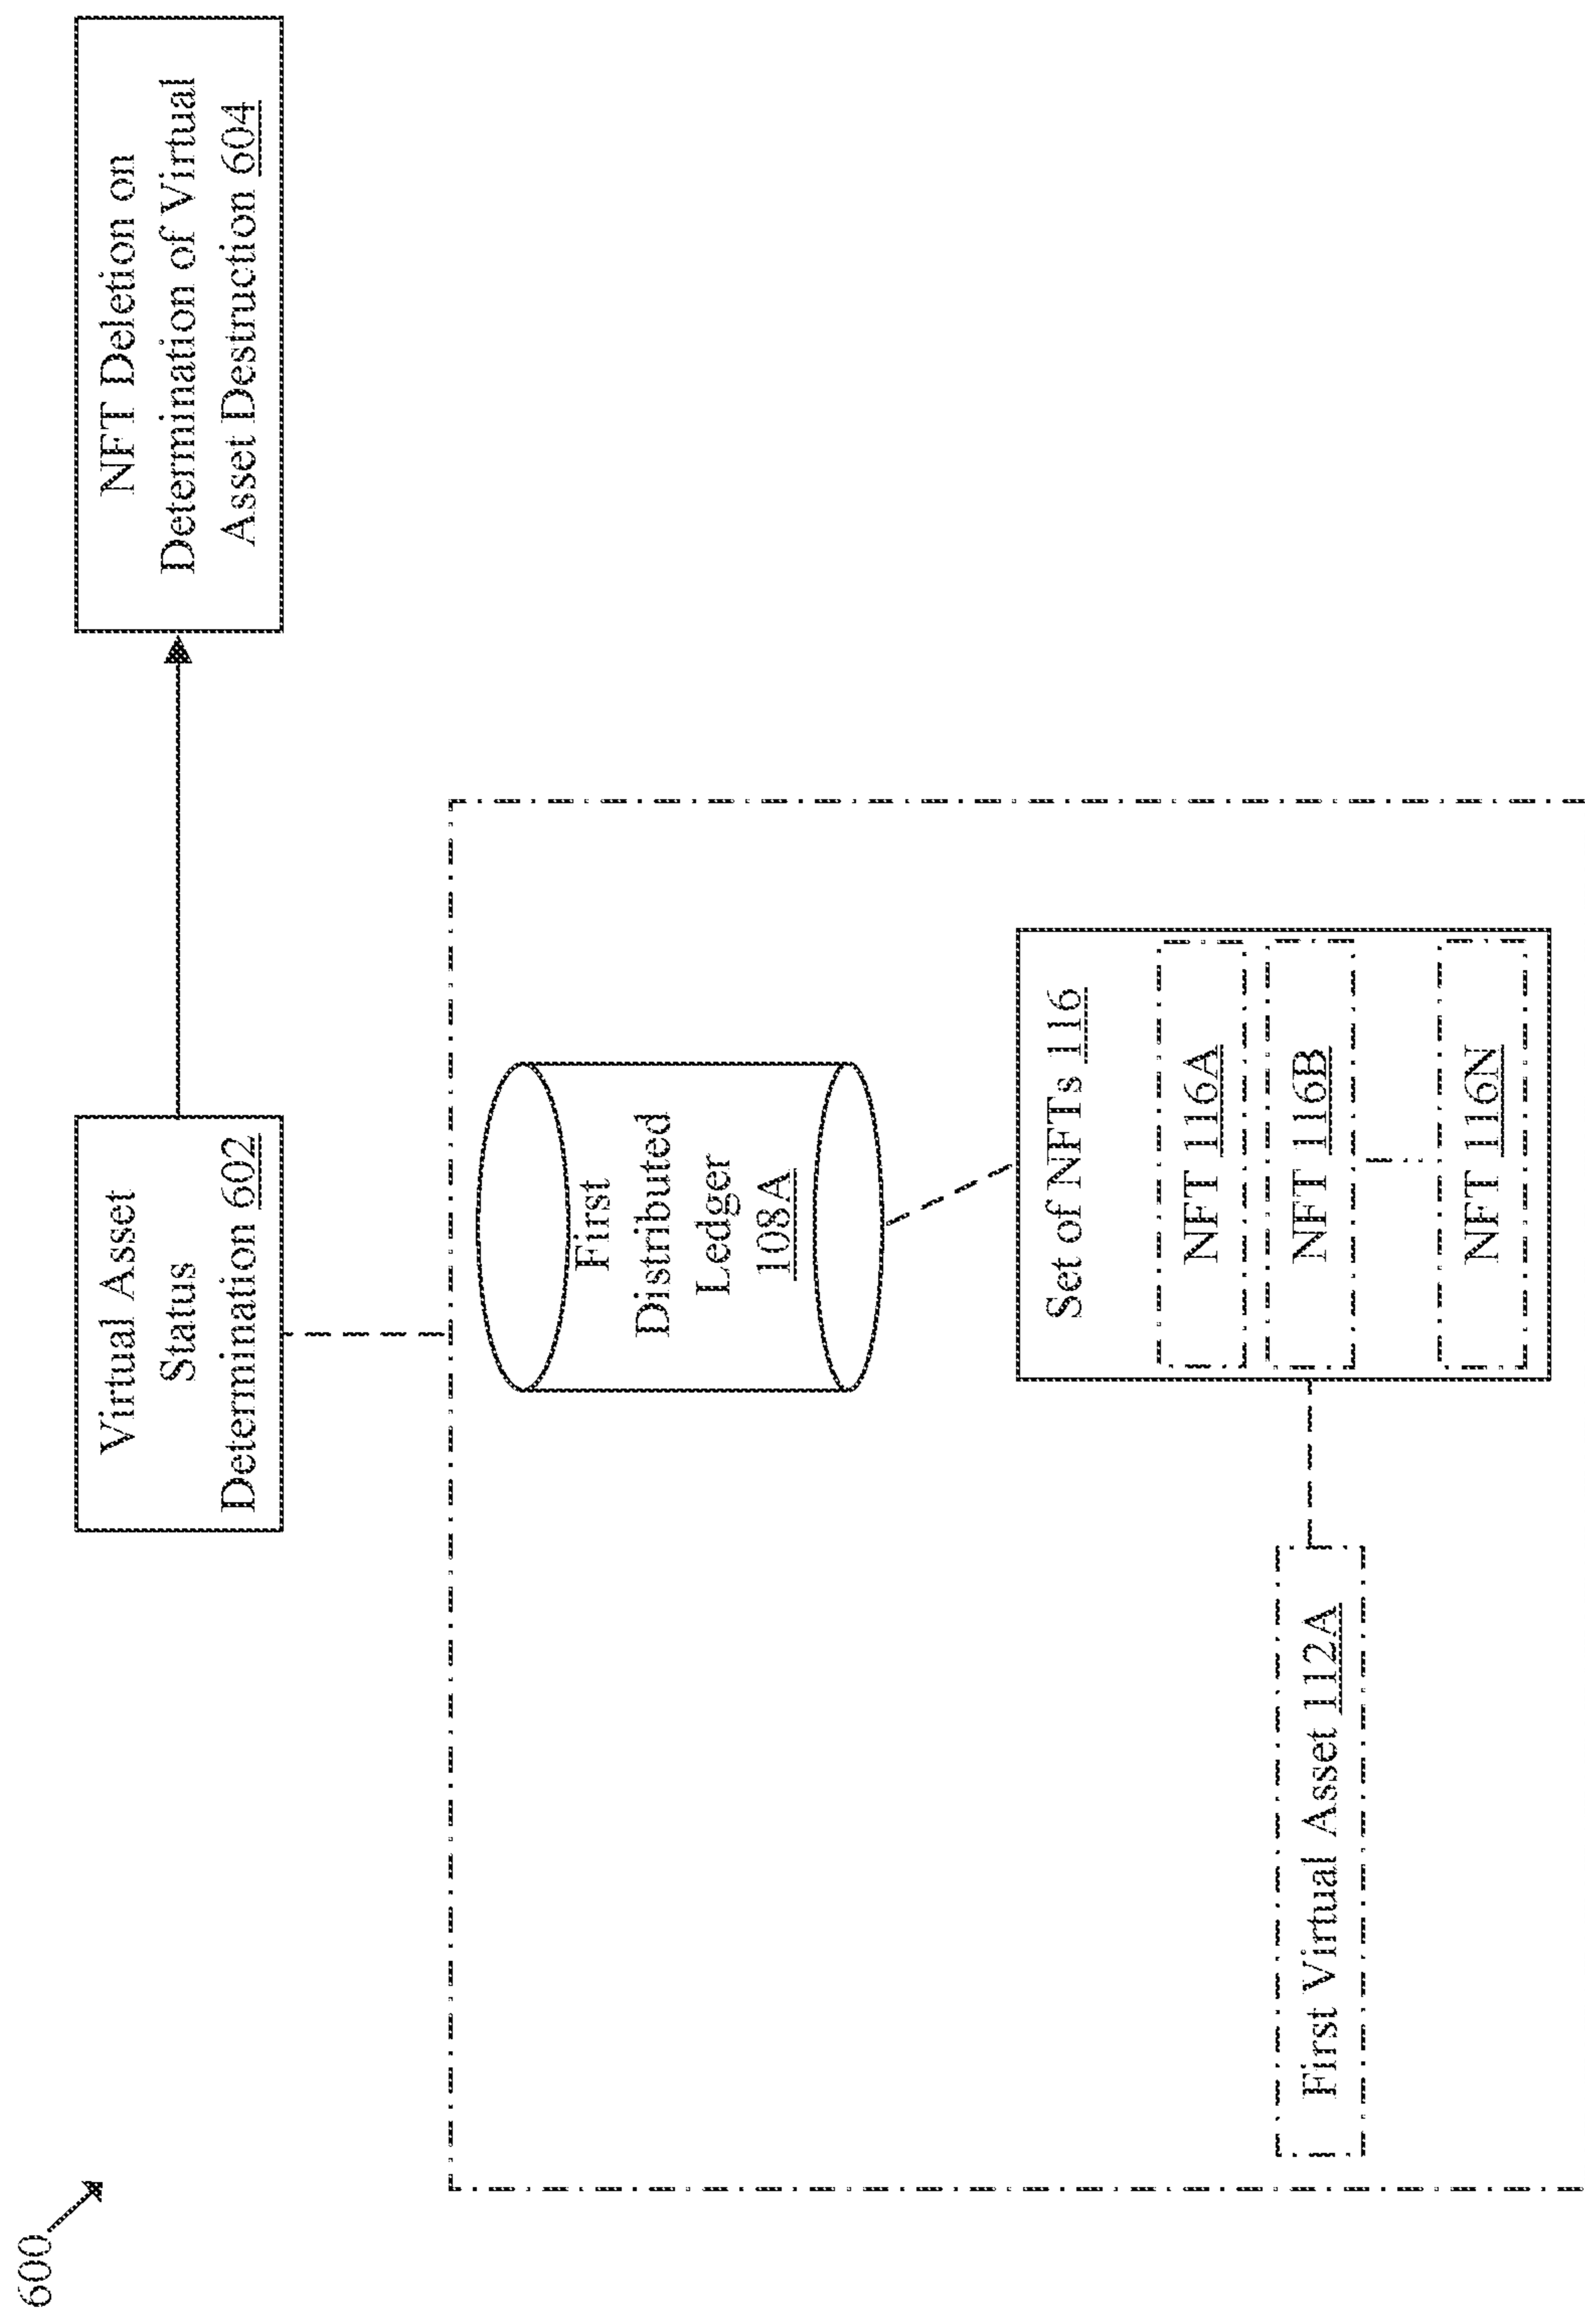 600
Virtual Asset
Status
Determination 602
NFT Deletion on
Determination of Virtual
Asset Destruction 604
First
Distributed
Ledger
108A
Set of NFTs 116
NFT 116A
NFT 116B
NFT 116N
First Virtual Asset 112A